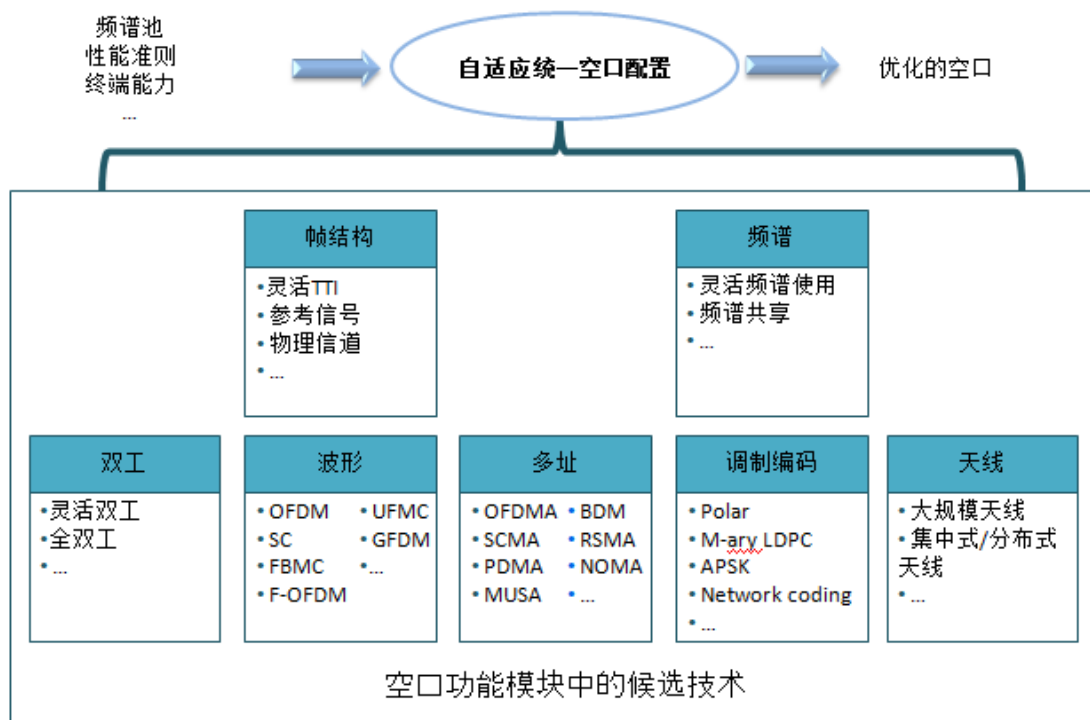 频谱池
性能准则
终端能力
...
自适应统一空口配置
优化的空口
帧结构
•灵活TTI
•参考信号
•物理信道
•...
频谱
•灵活频谱使用
•频谱共享
•...
双工
•灵活双工
•全双工
•...
波形
•OFDM •UFMC
•SC •GFDM
•FBMC •...
•F-OFDM
多址
•OFDMA •BDM
•SCMA •RSMA
•PDMA •NOMA
•MUSA •...
调制编码
•Polar
•M-ary LDPC
•APSK
•Network coding
•...
天线
•大规模天线
•集中式/分布式
天线
•...
空口功能模块中的候选技术